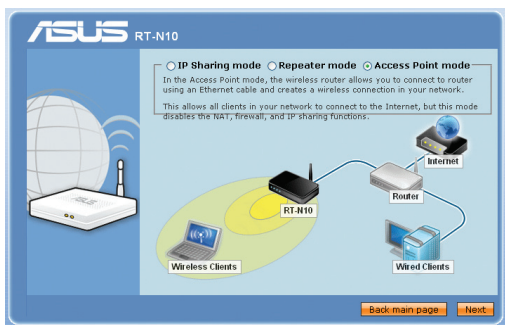 ASUS RT-N10
IP Sharing mode Repeater mode Access Point mode
In the Access Point mode, the wireless router allows you to connect to router
using an Ethernet cable and creates a wireless connection in your network.
This allows all clients in your network to connect to the Internet, but this mode
disables the NAT, firewall, and IP sharing functions.
Internet
Router
RT-N10
Wireless Clients
Wired Clients
Back main page Next